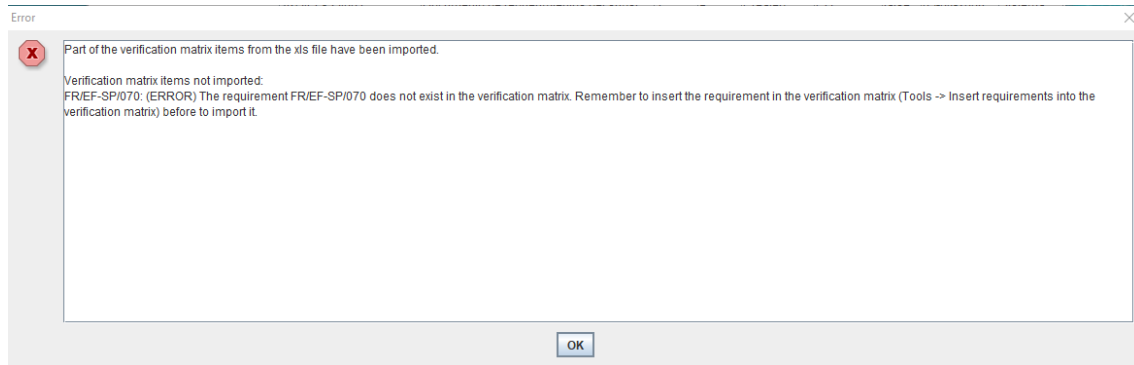 Error
Part of the verification matrix items from the xls file have been imported.
Verification matrix items not imported:
FR/EF-SP/070: (ERROR) The requirement FR/EF-SP/070 does not exist in the verification matrix. Remember to insert the requirement in the verification matrix (Tools -> Insert requirements into the
verification matrix) before to import it.
OK